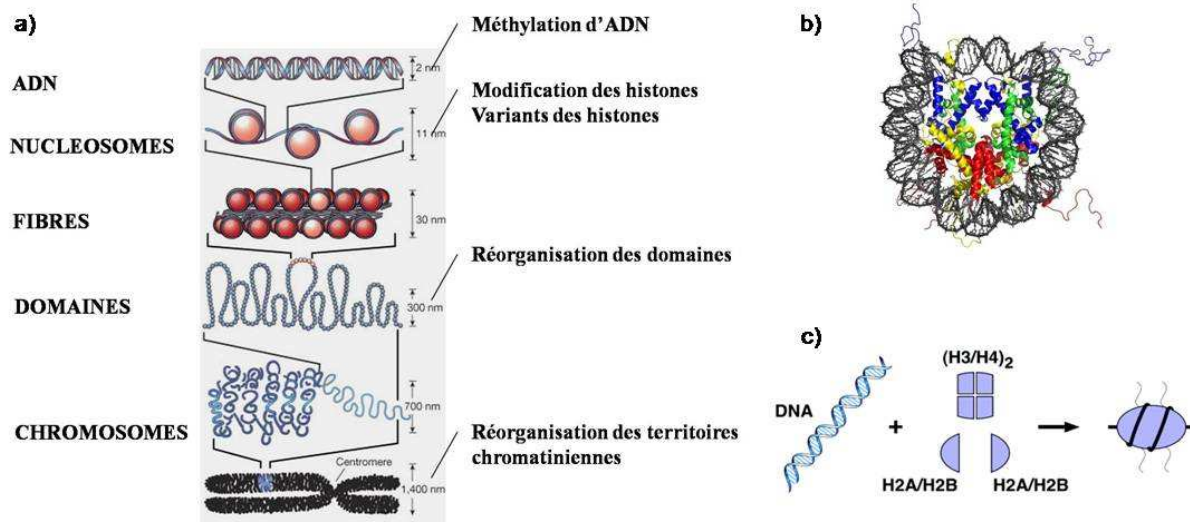 a)
Méthylation d’ADN
2 nm
ADN
Modification des histones
Variants des histones
11 nm
NUCLEOSOMES
FIBRES
30 nm
Réorganisation des domaines
DOMAINES
300 nm
700 nm
CHROMOSOMES
Réorganisation des territoires
chromatiniennes
Centromere
1,400 nm
b)
c)
(H3/H4)2
DNA
+
H2A/H2B
H2A/H2B